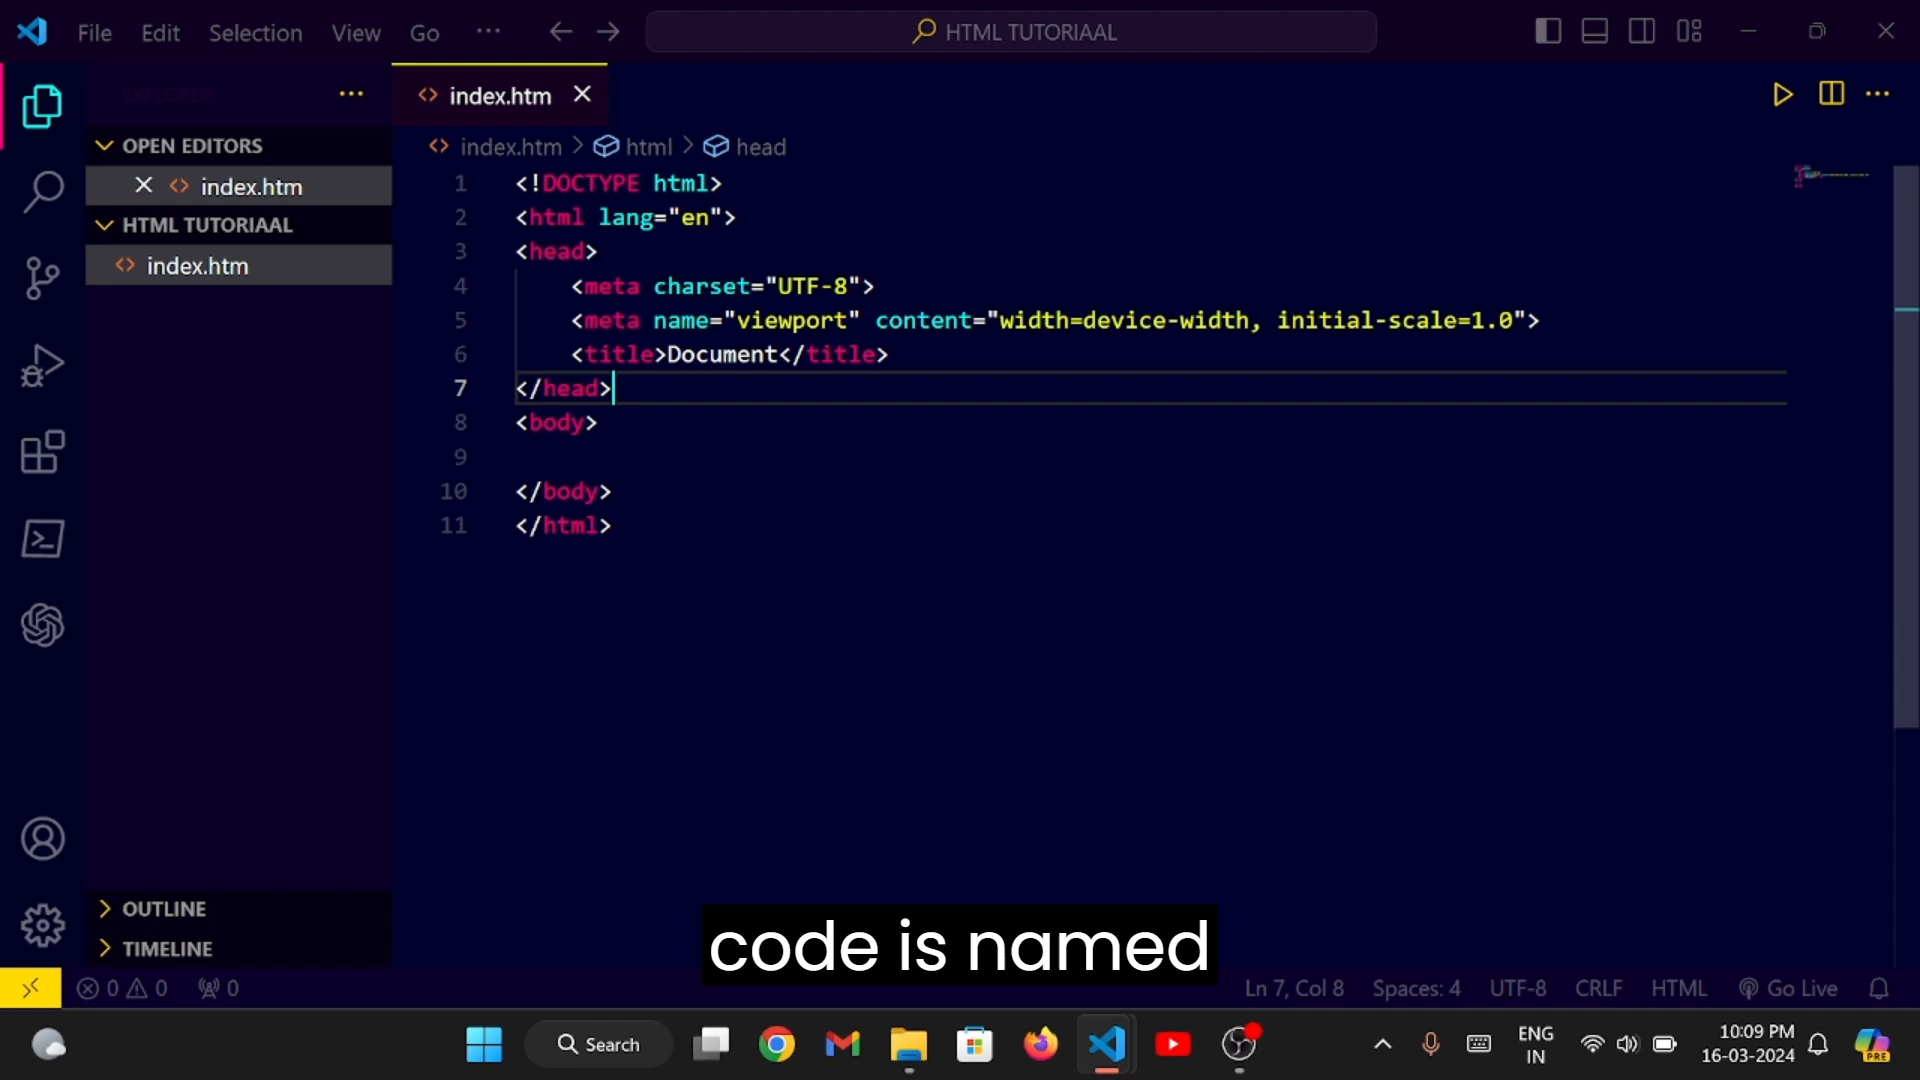 File Edit Selection View Go ··· HTML TUTORIAAL
EXPLORER ···
index.htm
OPEN EDITORS
index.htm
HTML TUTORIAAL
index.htm
index.htm > html > head
1 <!DOCTYPE html>
2 <html lang="en">
3 <head>
4 <meta charset="UTF-8">
5 <meta name="viewport" content="width=device-width, initial-scale=1.0">
6 <title>Document</title>
7 </head>
8 <body>
9
10 </body>
11 </html>
OUTLINE
TIMELINE
code is named
0 0 0 Ln 7, Col 8 Spaces: 4 UTF-8 CRLF HTML Go Live
Search
ENG
IN
10:09 PM
16-03-2024
PRE